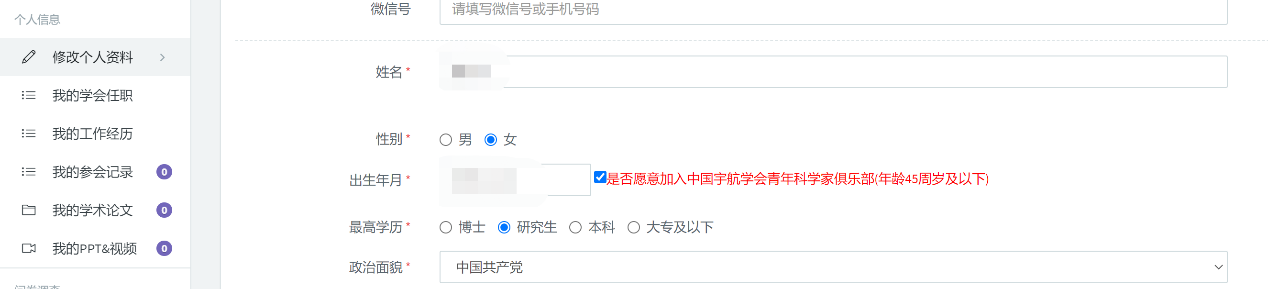 个人信息
修改个人资料
我的学会任职
我的工作经历
我的参会记录 0
我的学术论文 0
我的PPT&视频 0
微信号 请填写微信号或手机号码
姓名 *
性别 * 男 女
出生年月 * 是否愿意加入中国宇航学会青年科学家俱乐部(年龄45周岁及以下)
最高学历 * 博士 研究生 本科 大专及以下
政治面貌 * 中国共产党